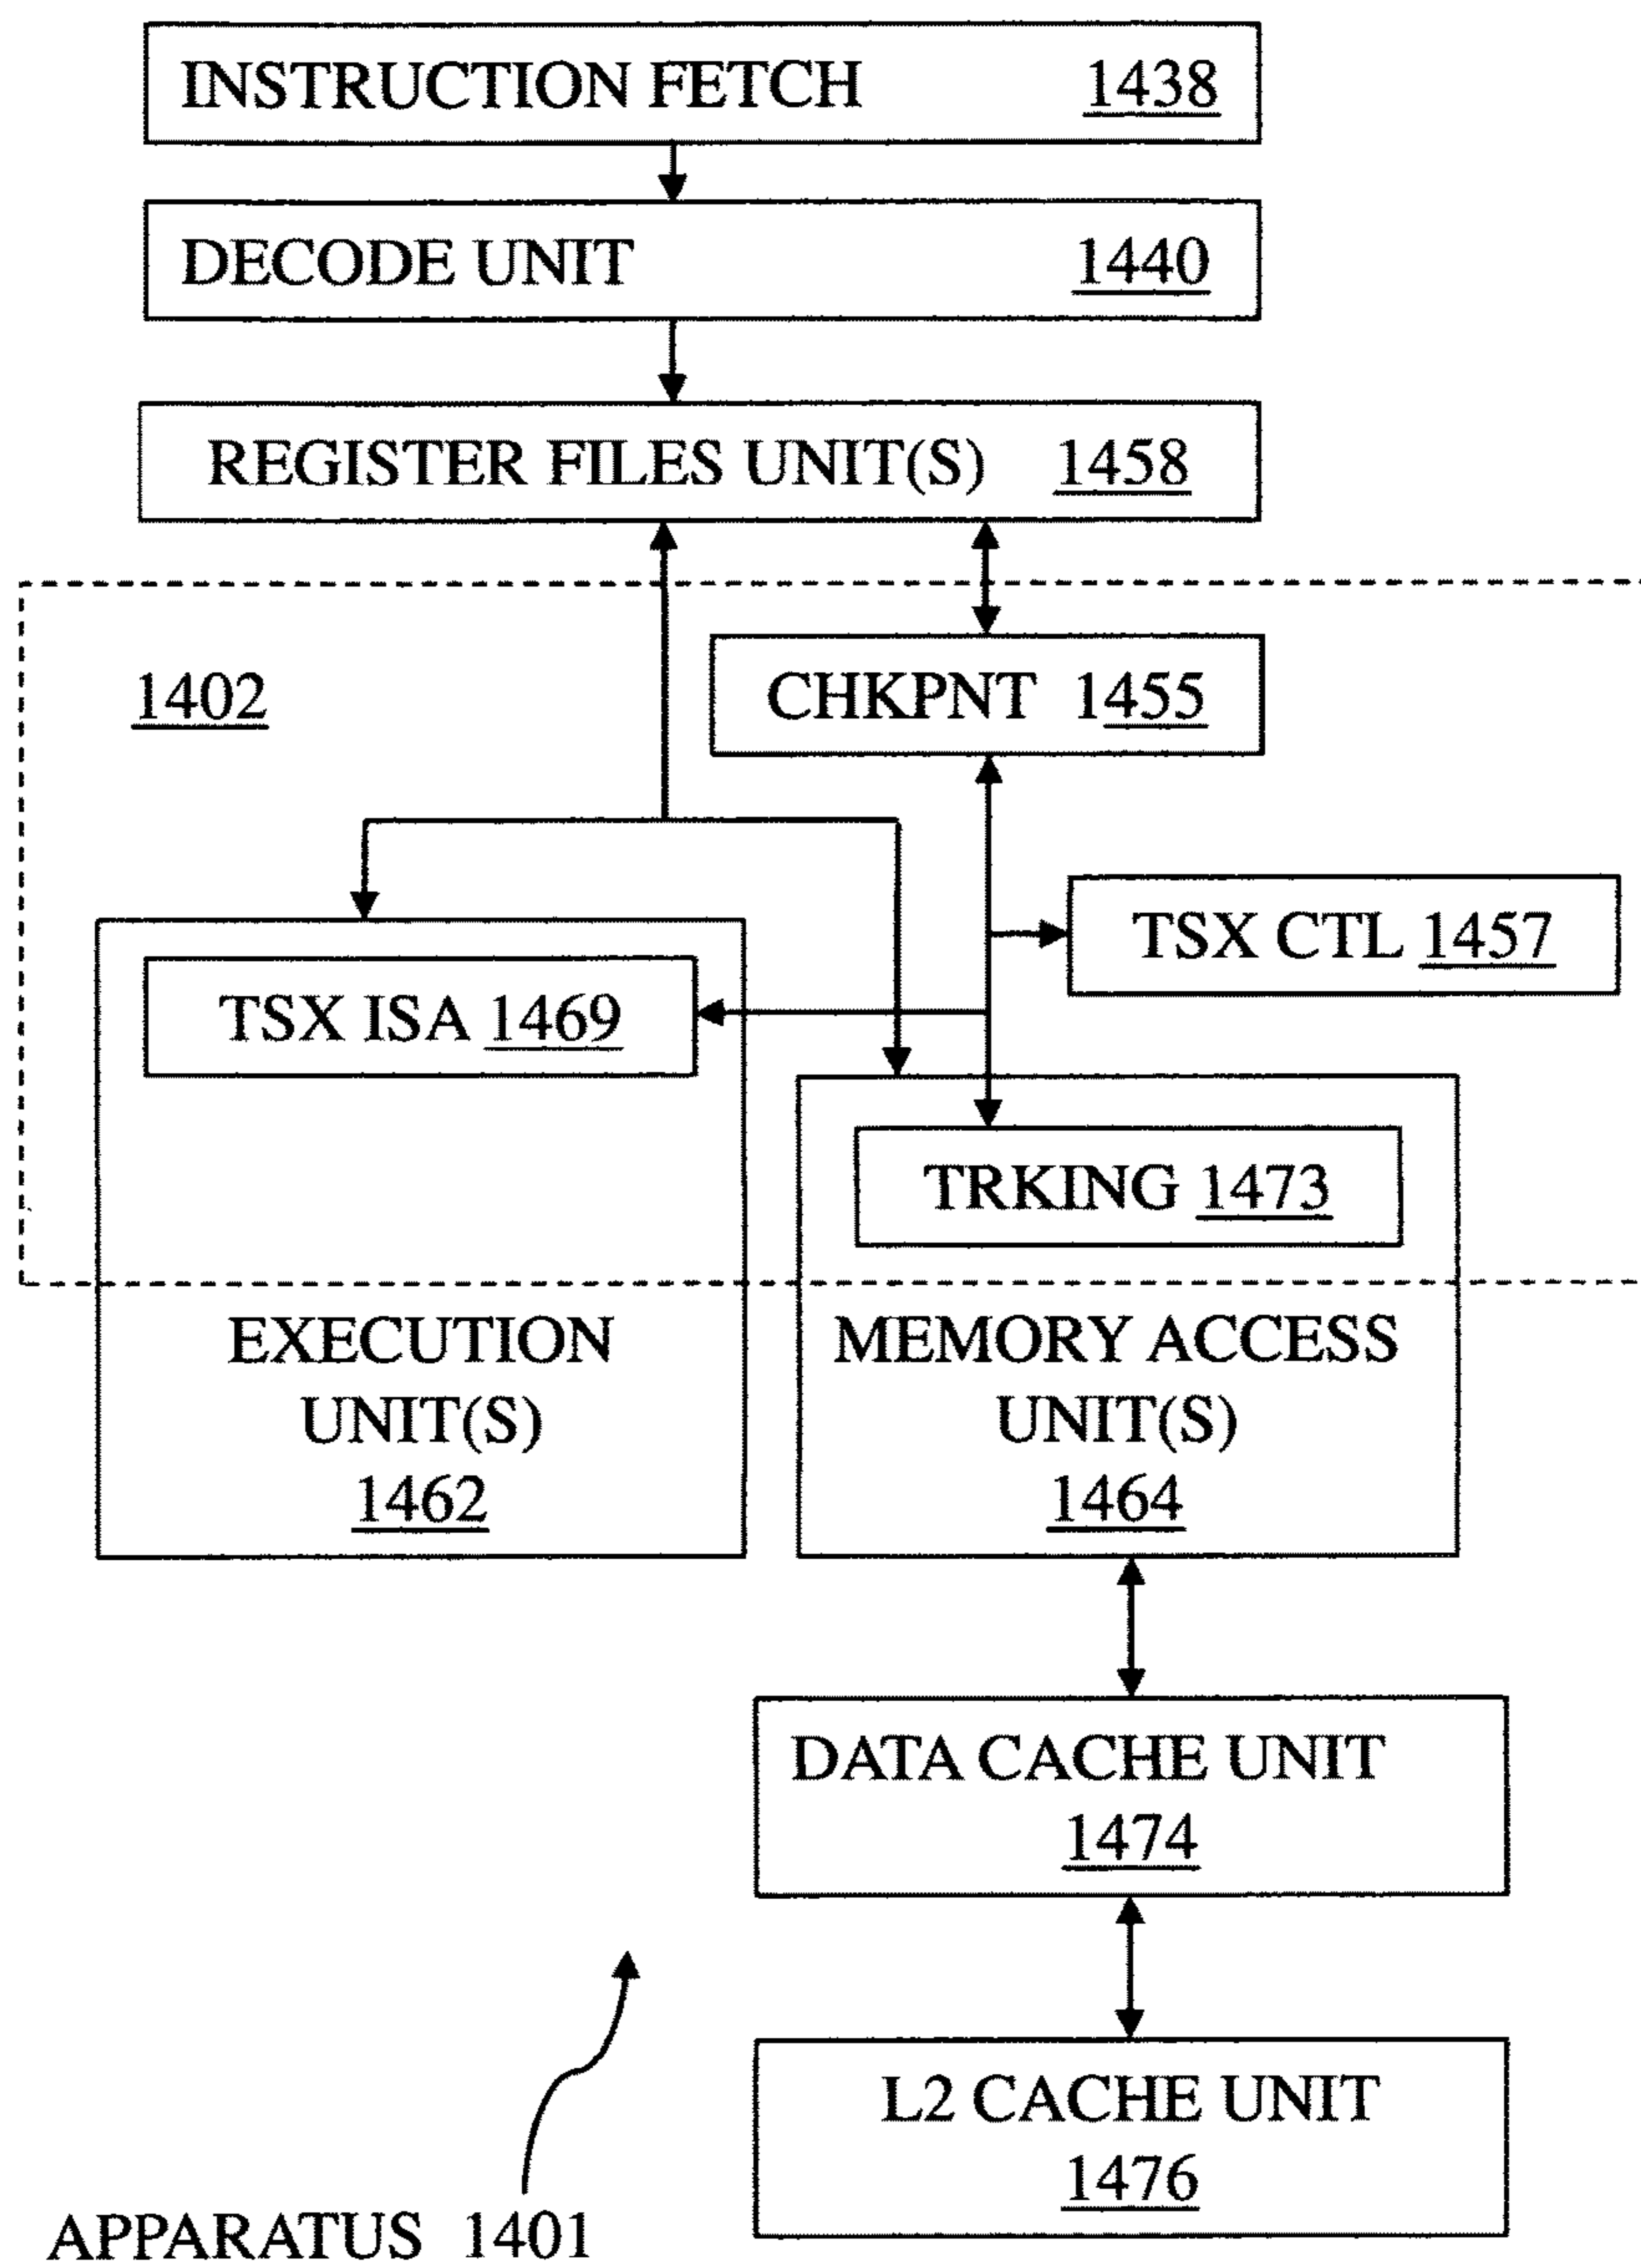 INSTRUCTION FETCH 1438
DECODE UNIT 1440
REGISTER FILES UNIT(S) 1458
1402
CHKPNT 1455
TSX CTL 1457
TSX ISA 1469
TRKING 1473
EXECUTION
UNIT(S)
1462
MEMORY ACCESS
UNIT(S)
1464
DATA CACHE UNIT
1474
L2 CACHE UNIT
1476
APPARATUS 1401